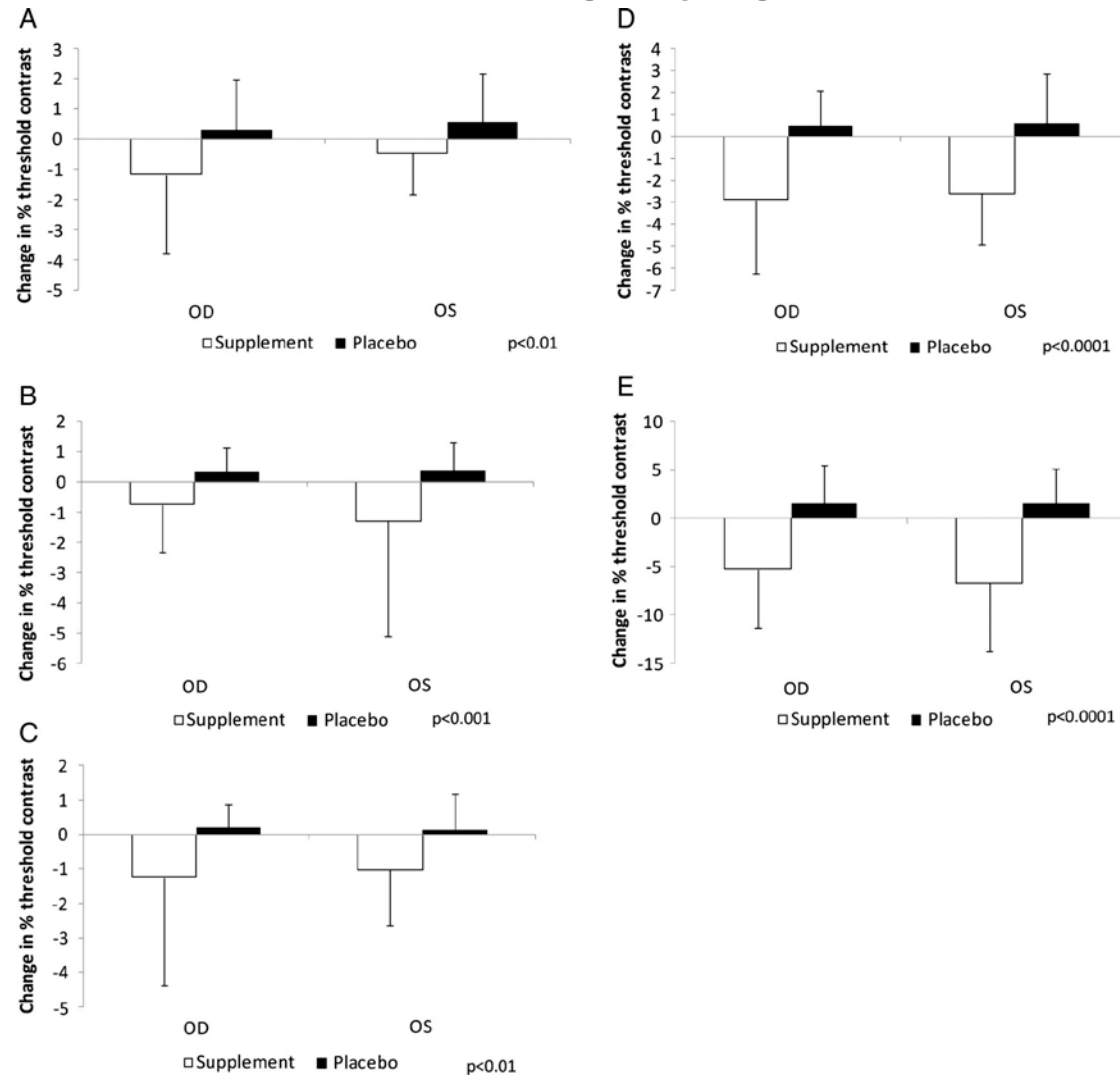 A
Change in % threshold contrast
3
2
1
0
-1
-2
-3
-4
-5
OD
OS
Supplement
Placebo
p<0.01
B
Change in % threshold contrast
2
1
0
-1
-2
-3
-4
-5
-6
OD
OS
Supplement
Placebo
p<0.001
C
Change in % threshold contrast
2
1
0
-1
-2
-3
-4
-5
OD
OS
Supplement
Placebo
p<0.01
D
Change in % threshold contrast
4
3
2
1
0
-1
-2
-3
-4
-5
-6
-7
OD
OS
Supplement
Placebo
p<0.0001
E
Change in % threshold contrast
10
5
0
-5
-10
-15
OD
OS
Supplement
Placebo
p<0.0001